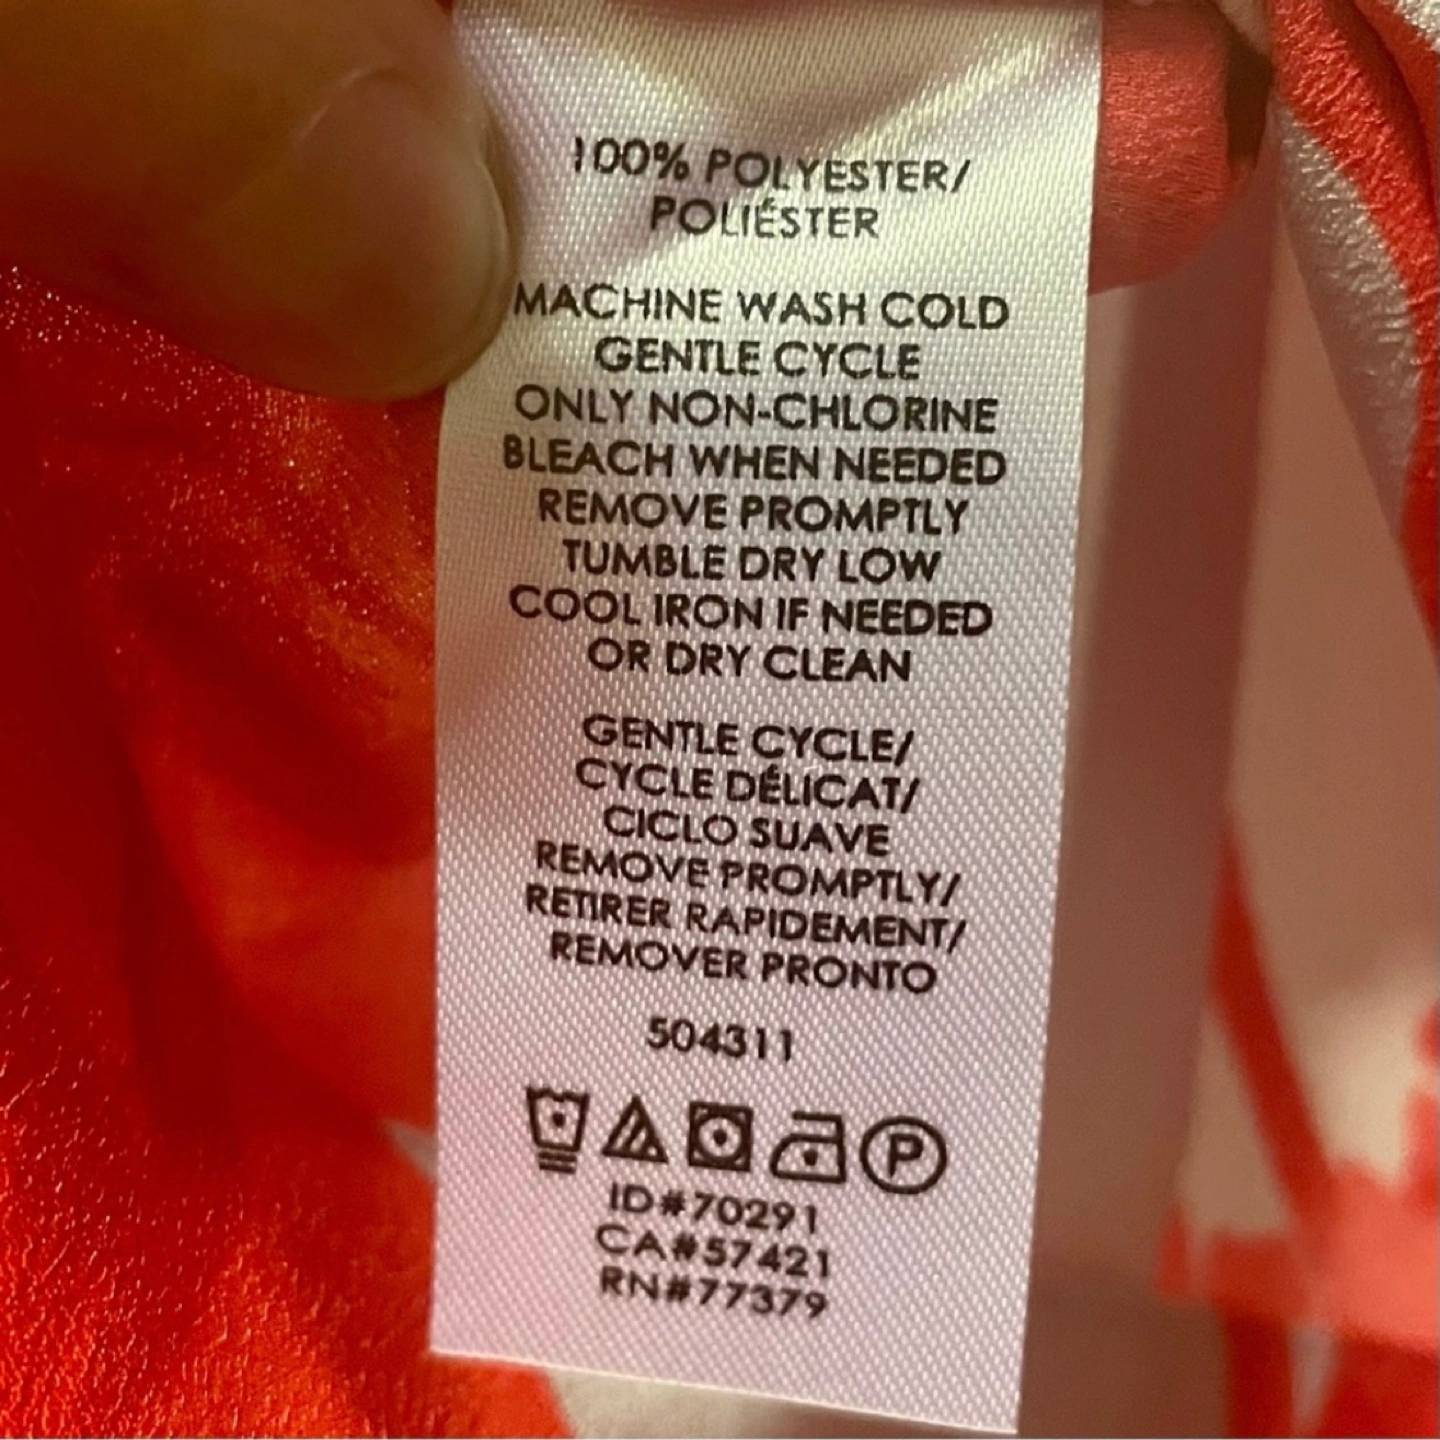 100% POLYESTER/
POLIÉSTER
MACHINE WASH COLD
GENTLE CYCLE
ONLY NON-CHLORINE
BLEACH WHEN NEEDED
REMOVE PROMPTLY
TUMBLE DRY LOW
COOL IRON IF NEEDED
OR DRY CLEAN
GENTLE CYCLE/
CYCLE DÉLICAT/
CICLO SUAVE
REMOVE PROMPTLY/
RETIRER RAPIDEMENT/
REMOVER PRONTO
504311
P
ID#70291
CA#57421
RN#77379